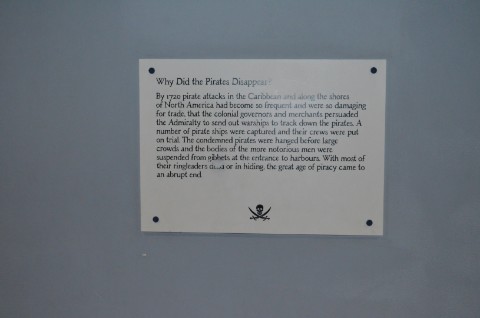 Why Did the Pirates Disappear?
By 1720 pirate attacks in the Caribbean and along the shores
of North America had become so frequent and were so damaging
for trade, that the colonial governors and merchants persuaded
the Admiralty to send out warships to track down the pirates. A
number of pirate ships were captured and their crews were put
on trial. The condemned pirates were hanged before large
crowds and the bodies of the more notorious men were
suspended from gibbets at the entrance to harbours. With most of
their ringleaders dead or in hiding, the great age of piracy came to
an abrupt end.